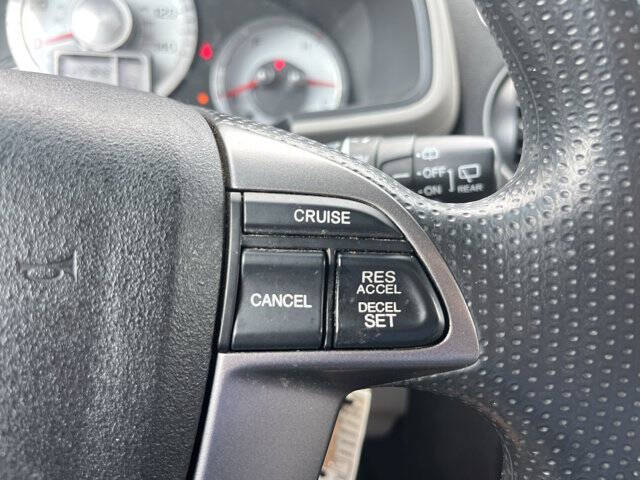 OFF
ON
REAR
CRUISE
CANCEL
RES
ACCEL
DECEL
SET